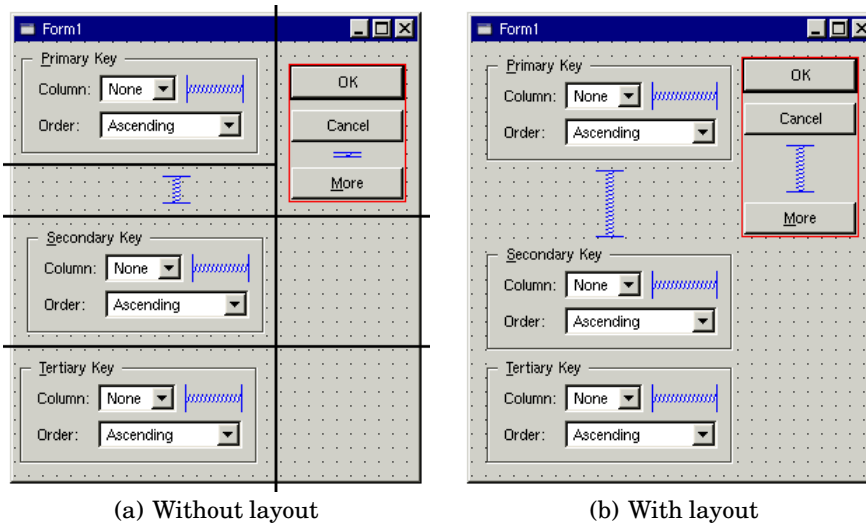 Form1
Primary Key
Column: None
Order: Ascending
OK
Cancel
More
Secondary Key
Column: None
Order: Ascending
Tertiary Key
Column: None
Order: Ascending
(a) Without layout
Form1
Primary Key
Column: None
Order: Ascending
OK
Cancel
More
Secondary Key
Column: None
Order: Ascending
Tertiary Key
Column: None
Order: Ascending
(b) With layout